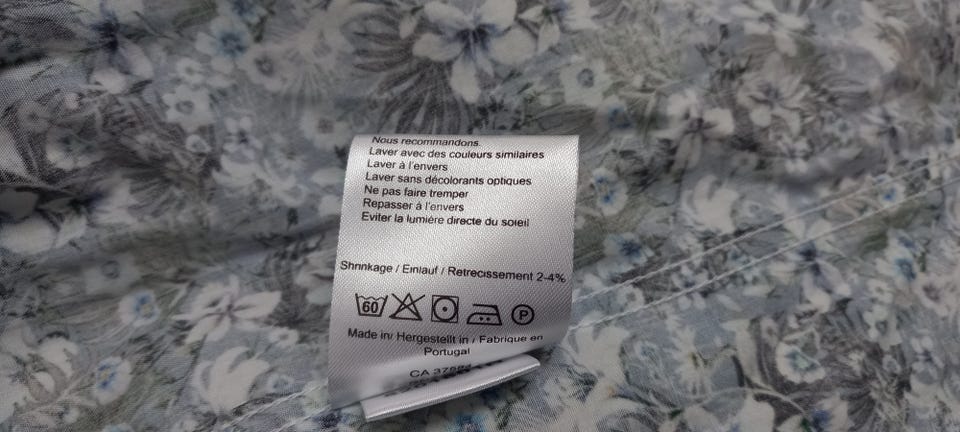 Nous recommandons.
Laver avec des couleurs similaires
Laver à l'envers
Laver sans décolorants optiques
Ne pas faire tremper
Repasser à l'envers
Eviter la lumière directe du soleil
Shrinkage / Einlauf / Retrecissement 2-4%
60 P
Made in/ Hergestellt in / Fabrique en
Portugal
CA